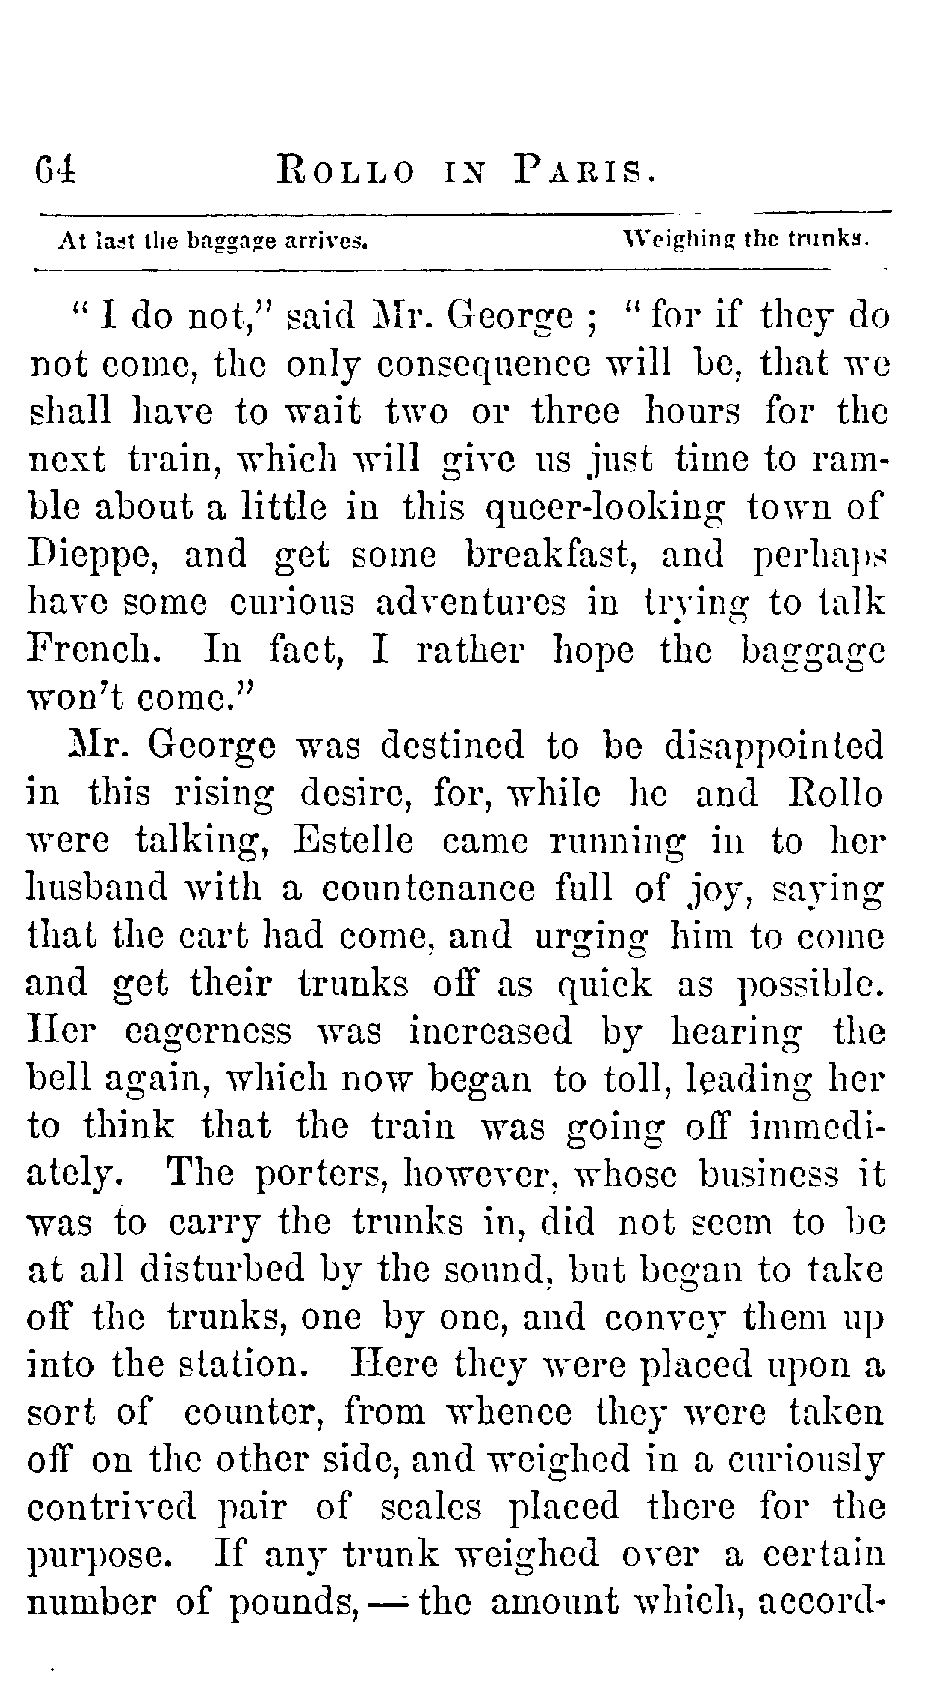 64 ROLLO IN PARIS.
At last the baggage arrives. Weighing the trunks.
" I do not," said Mr. George ; " for if they do
not come, the only consequence will be, that we
shall have to wait two or three hours for the
next train, which will give us just time to ram-
ble about a little in this queer-looking town of
Dieppe, and get some breakfast, and perhaps
have some curious adventures in trying to talk
French. In fact, I rather hope the baggage
won't come."
Mr. George was destined to be disappointed
in this rising desire, for, while he and Rollo
were talking, Estelle came running in to her
husband with a countenance full of joy, saying
that the cart had come, and urging him to come
and get their trunks off as quick as possible.
Her eagerness was increased by hearing the
bell again, which now began to toll, leading her
to think that the train was going off immedi-
ately. The porters, however, whose business it
was to carry the trunks in, did not seem to be
at all disturbed by the sound, but began to take
off the trunks, one by one, and convey them up
into the station. Here they were placed upon a
sort of counter, from whence they were taken
off on the other side, and weighed in a curiously
contrived pair of scales placed there for the
purpose. If any trunk weighed over a certain
number of pounds, — the amount which, accord-